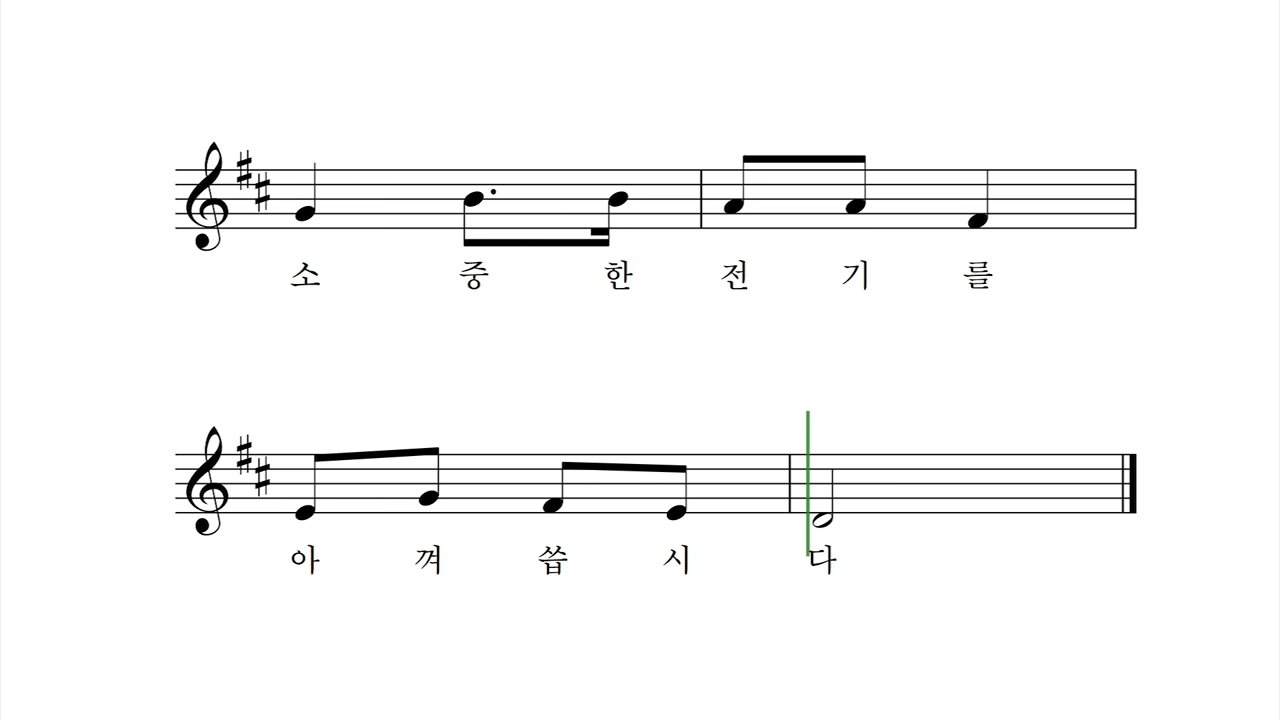 소 중 한 전 기 를
아 껴 씁 시 다